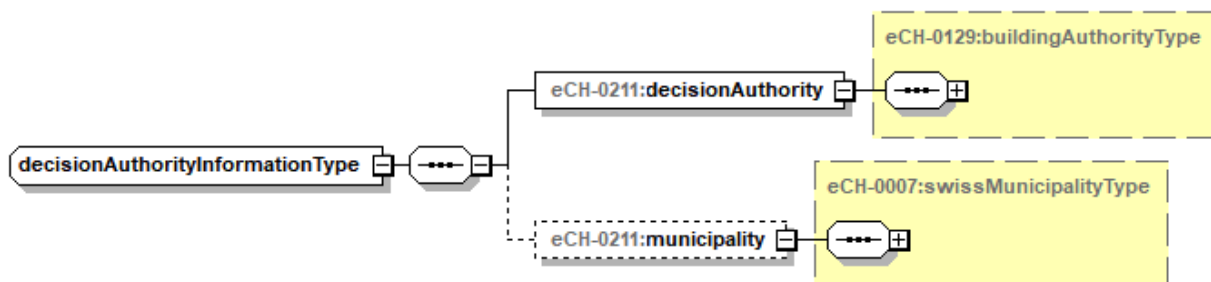 eCH-0129:buildingAuthorityType
eCH-0211:decisionAuthority
decisionAuthorityInformationType
eCH-0007:swissMunicipalityType
eCH-0211:municipality